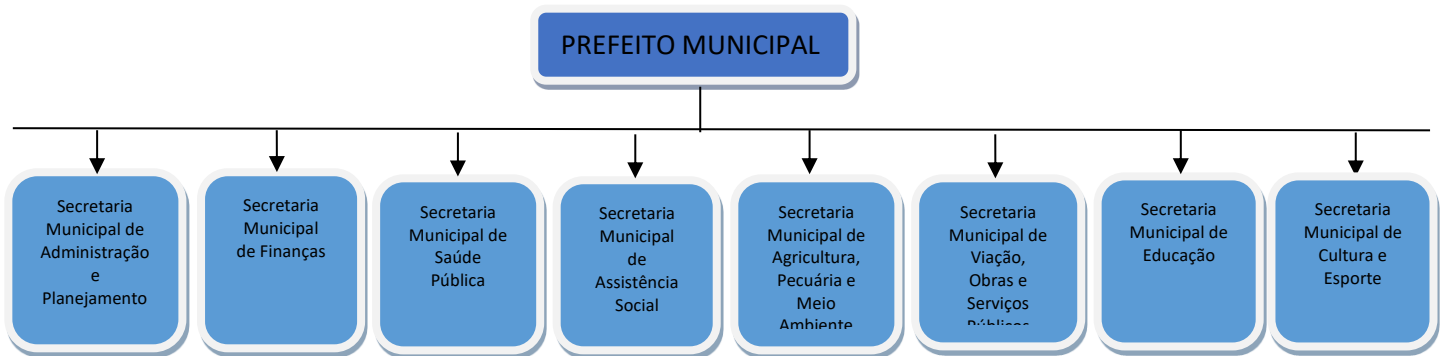 PREFEITO MUNICIPAL
Secretaria
Municipal de
Administração
e
Planejamento
Secretaria
Municipal
de Finanças
Secretaria
Municipal de
Saúde
Pública
Secretaria
Municipal
de
Assistência
Social
Secretaria
Municipal de
Agricultura,
Pecuária e
Meio
Ambiente
Secretaria
Municipal de
Viação,
Obras e
Serviços
Públicos
Secretaria
Municipal de
Educação
Secretaria
Municipal de
Cultura e
Esporte